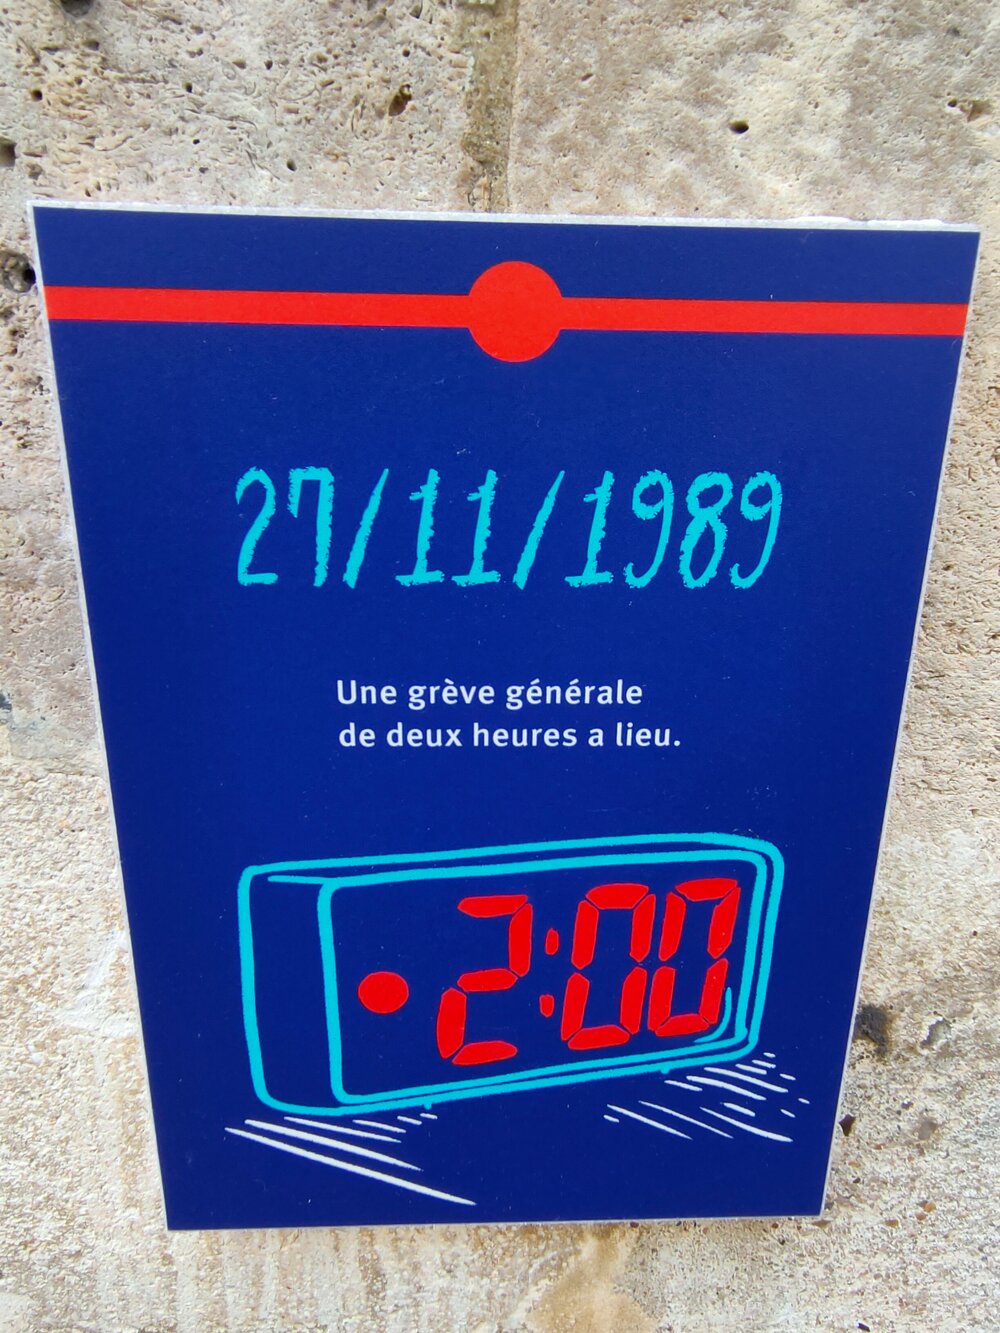 27/11/1989
Une grève générale
de deux heures a lieu.
2:00